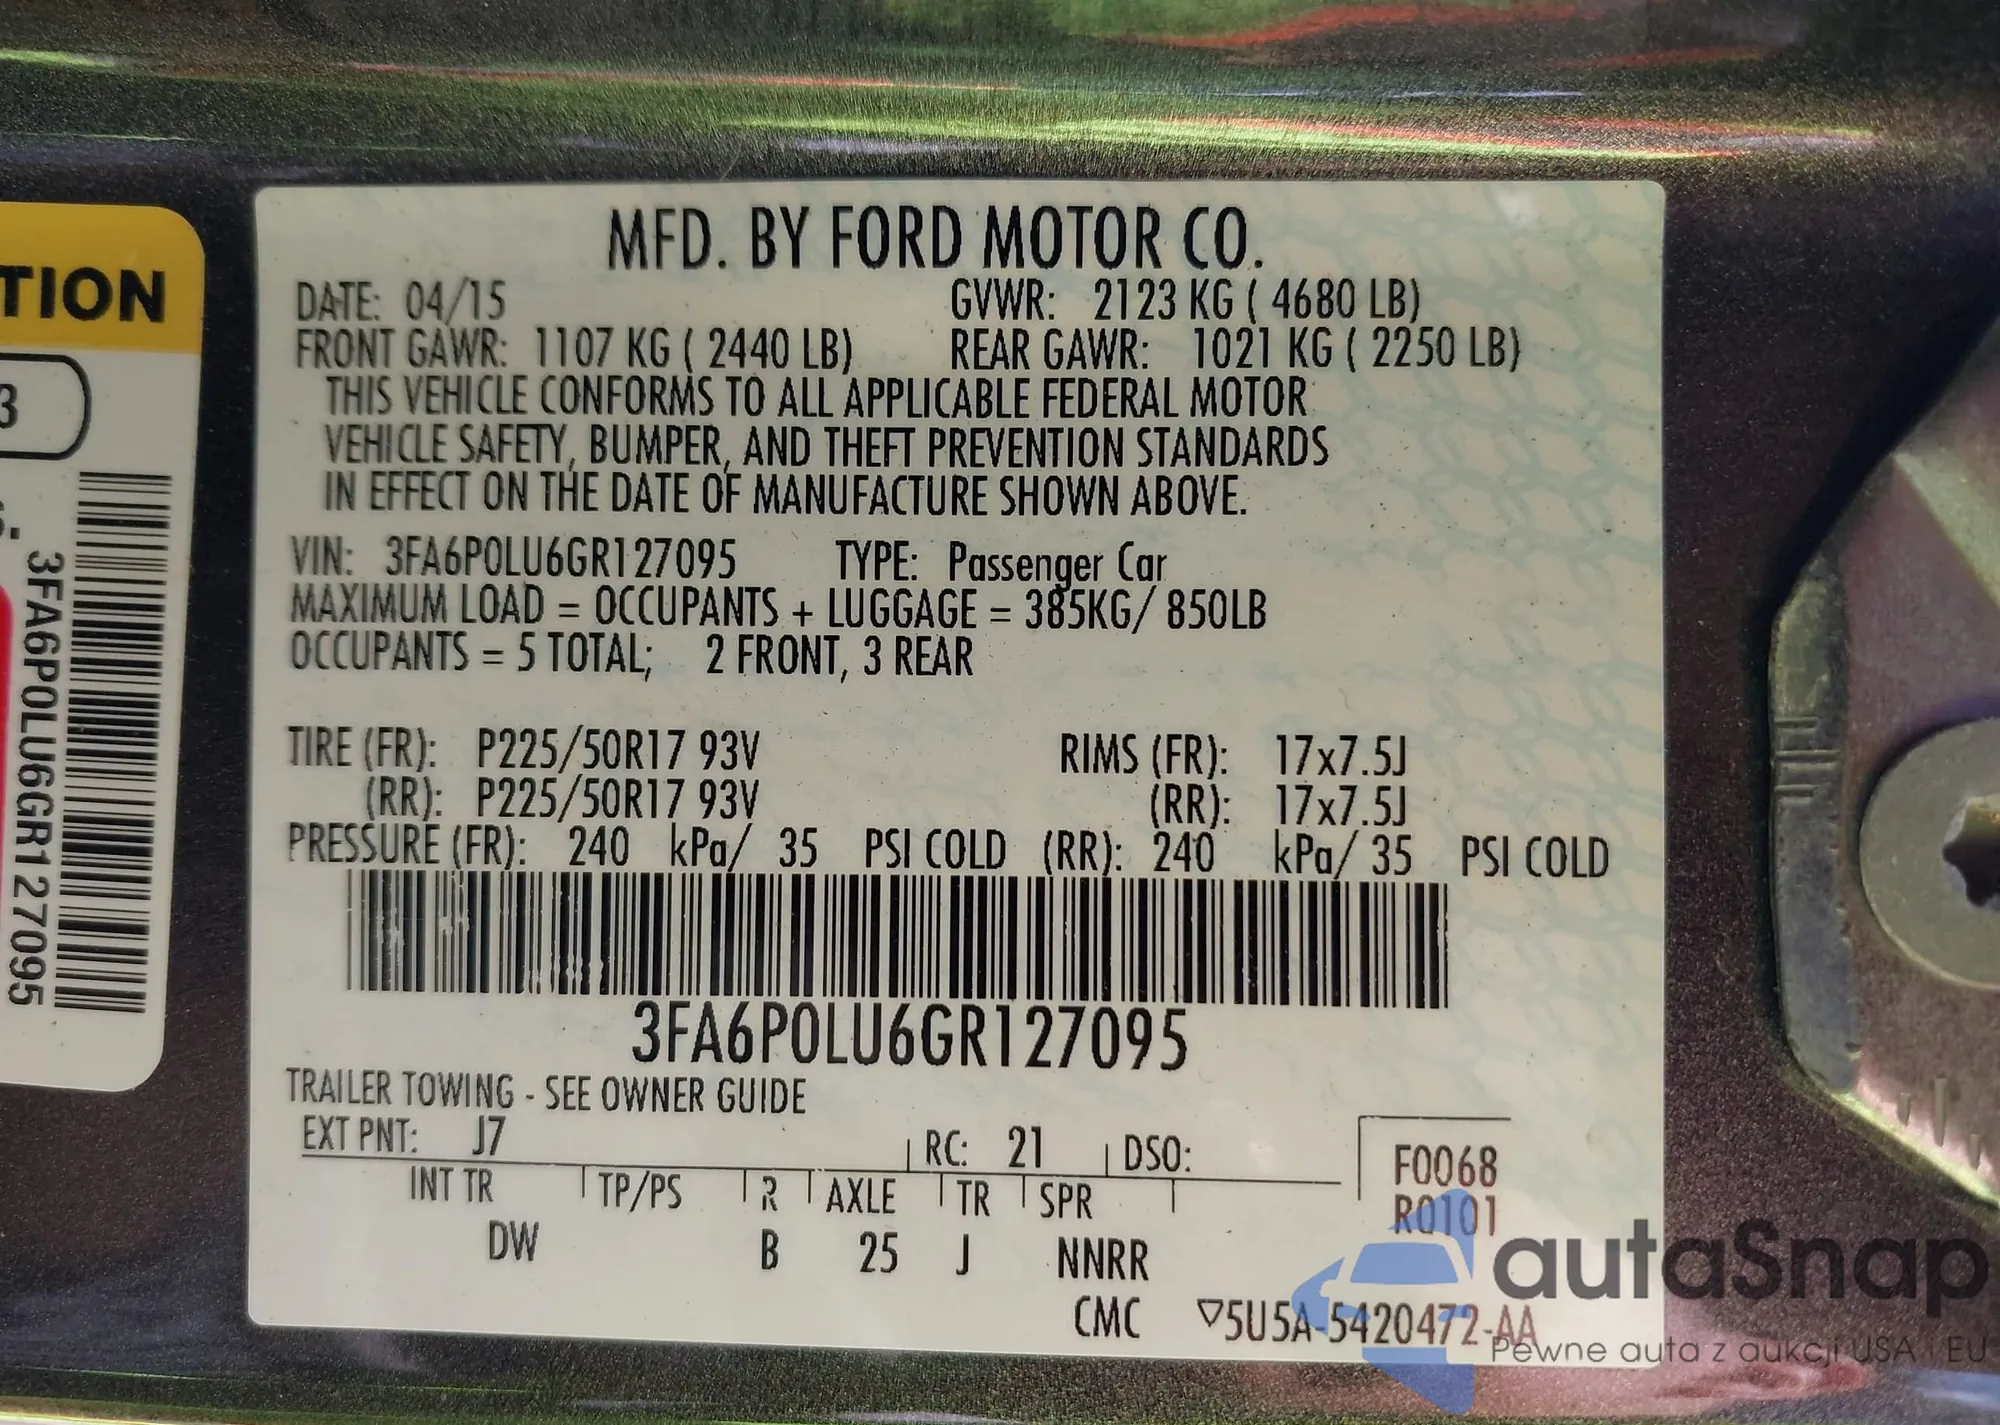 MFD. BY FORD MOTOR CO.
DATE: 04/15 GVWR: 2123 KG ( 4680 LB)
FRONT GAWR: 1107 KG ( 2440 LB) REAR GAWR: 1021 KG ( 2250 LB)
THIS VEHICLE CONFORMS TO ALL APPLICABLE FEDERAL MOTOR
VEHICLE SAFETY, BUMPER, AND THEFT PREVENTION STANDARDS
IN EFFECT ON THE DATE OF MANUFACTURE SHOWN ABOVE.
VIN: 3FA6P0LU6GR127095 TYPE: Passenger Car
MAXIMUM LOAD = OCCUPANTS + LUGGAGE = 385KG/ 850LB
OCCUPANTS = 5 TOTAL; 2 FRONT, 3 REAR
TIRE (FR): P225/50R17 93V RIMS (FR): 17x7.5J
(RR): P225/50R17 93V (RR): 17x7.5J
PRESSURE (FR): 240 kPa/ 35 PSI COLD (RR): 240 kPa/ 35 PSI COLD
3FA6P0LU6GR127095
TRAILER TOWING - SEE OWNER GUIDE
EXT PNT: J7 RC: 21 DSO: F0068
R0101
INT TR TP/PS R AXLE TR SPR
DW B 25 J NNRR
CMC ▽5U5A-5420472-AA
TION
3
3FA6P0LU6GR127095
autaSnap
Pewne auta z aukcji USA i EU